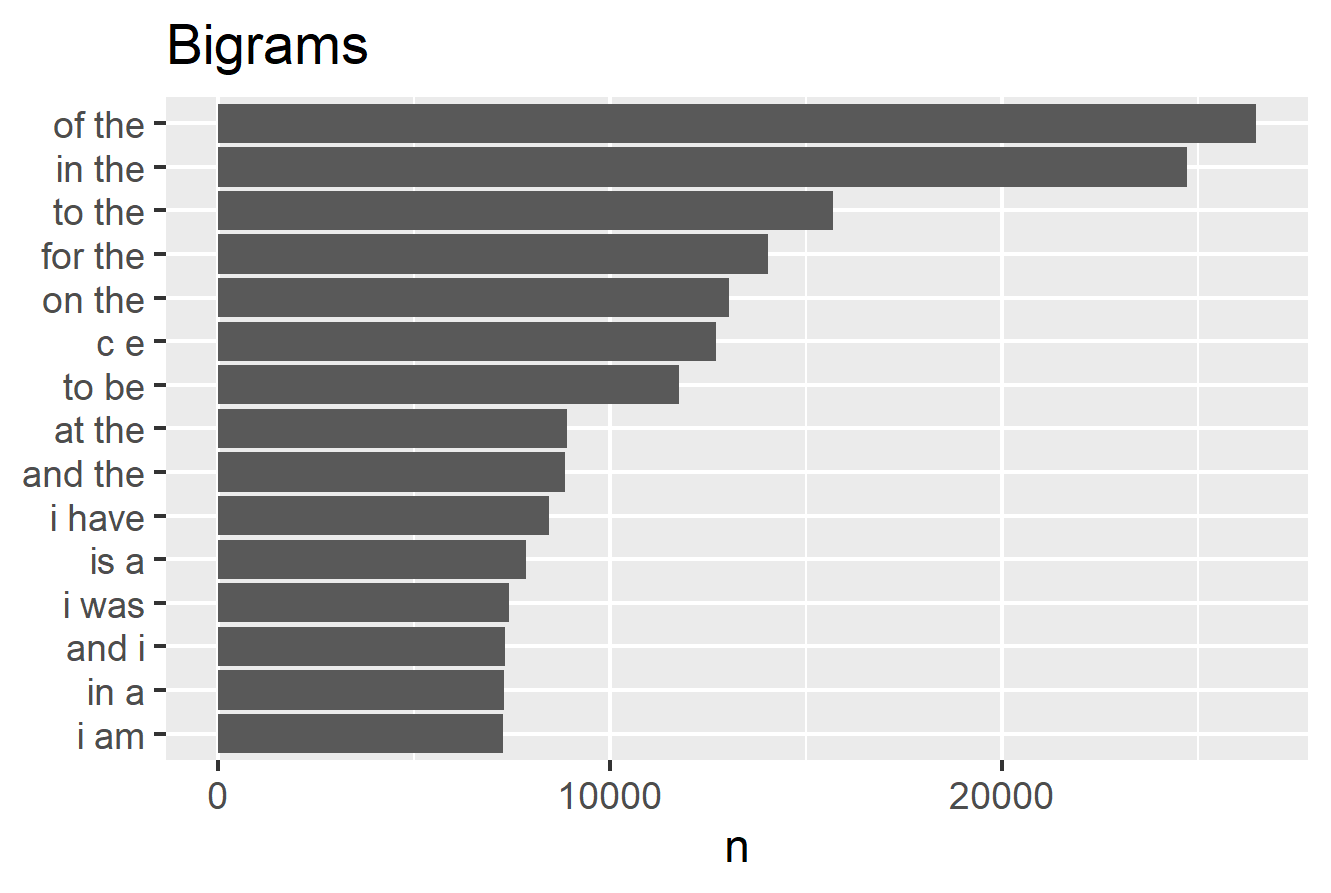 Bigrams
of the
in the
to the
for the
on the
c e
to be
at the
and the
i have
is a
i was
and i
in a
i am
0 10000 20000
n